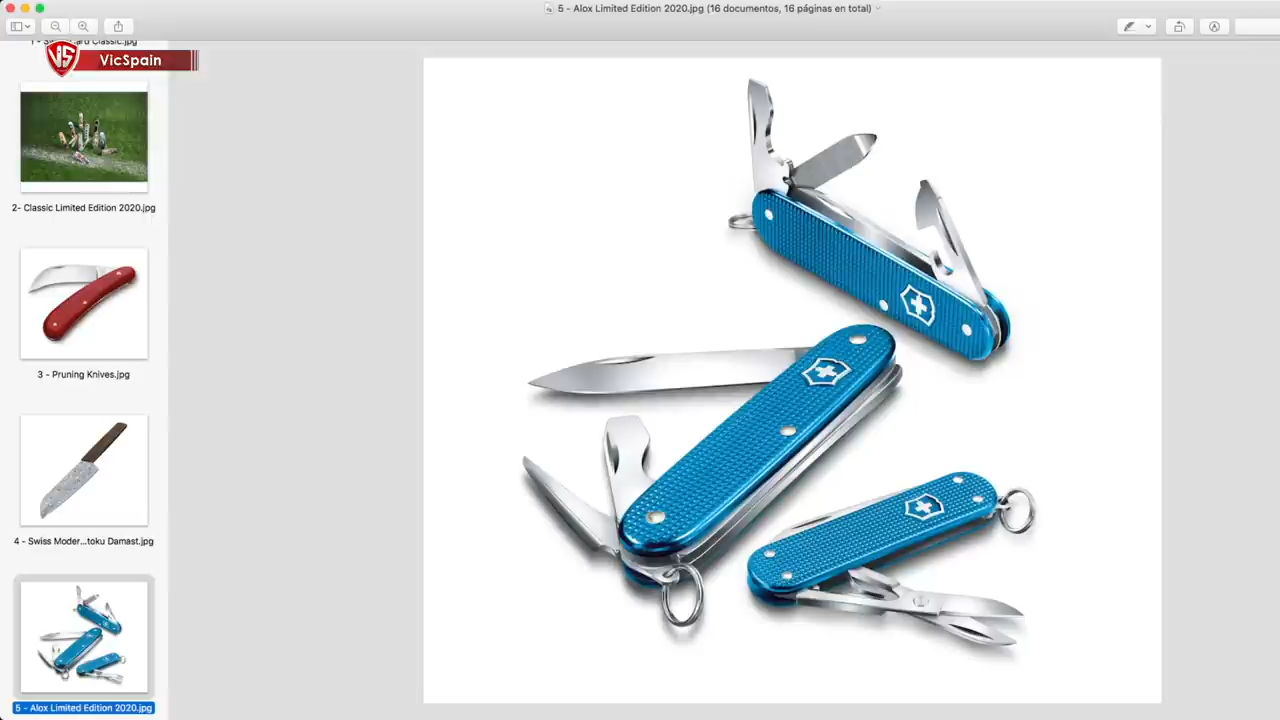 5 - Alox Limited Edition 2020.jpg (16 documentos, 16 páginas en total)
VicSpain
2- Classic Limited Edition 2020.jpg
3 - Pruning Knives.jpg
4 - Swiss Moder...toku Damast.jpg
5 - Alox Limited Edition 2020.jpg